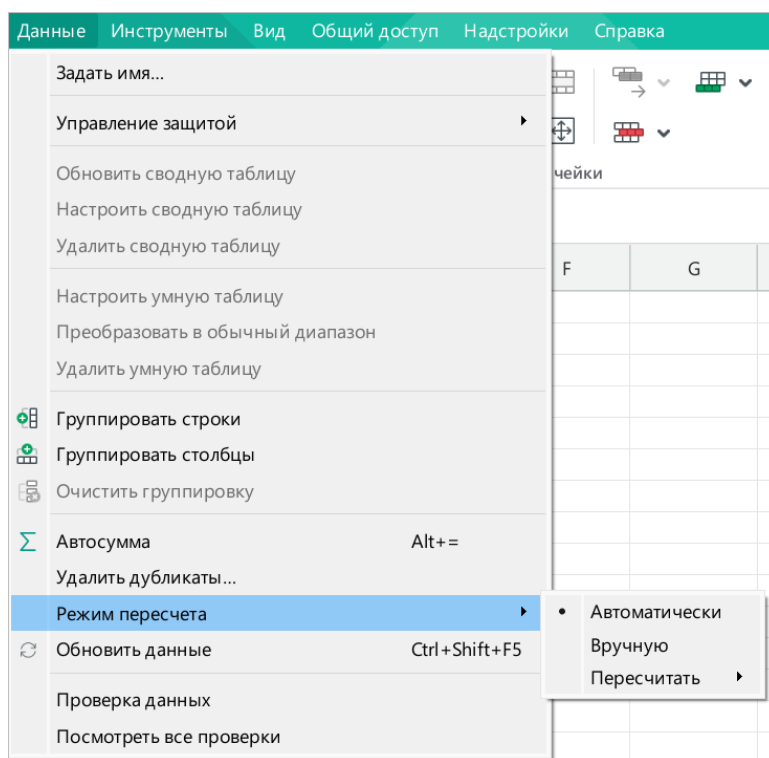 Данные Инструменты Вид Общий доступ Надстройки Справка
Задать имя...
Управление защитой
чейки
Обновить сводную таблицу
Настроить сводную таблицу
Удалить сводную таблицу
F G
Настроить умную таблицу
Преобразовать в обычный диапазон
Удалить умную таблицу
Группировать строки
Группировать столбцы
Очистить группировку
Автосумма Alt+=
Удалить дубликаты...
Режим пересчета
Автоматически
Обновить данные Ctrl+Shift+F5
Вручную
Пересчитать
Проверка данных
Посмотреть все проверки